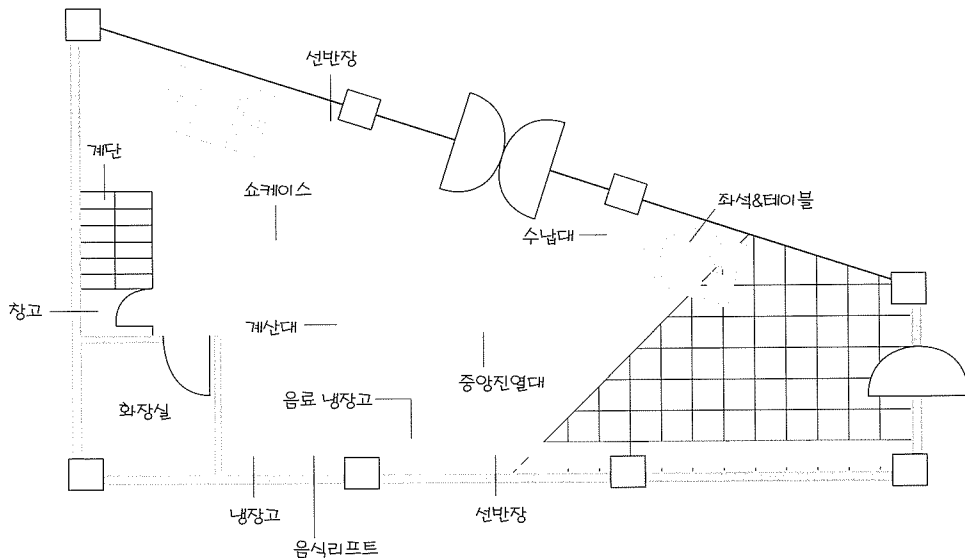 선반장
계단
쇼케이스
좌석&테이블
수납대
창고
계산대
중앙진열대
음료 냉장고
화장실
냉장고
선반장
음식리프트